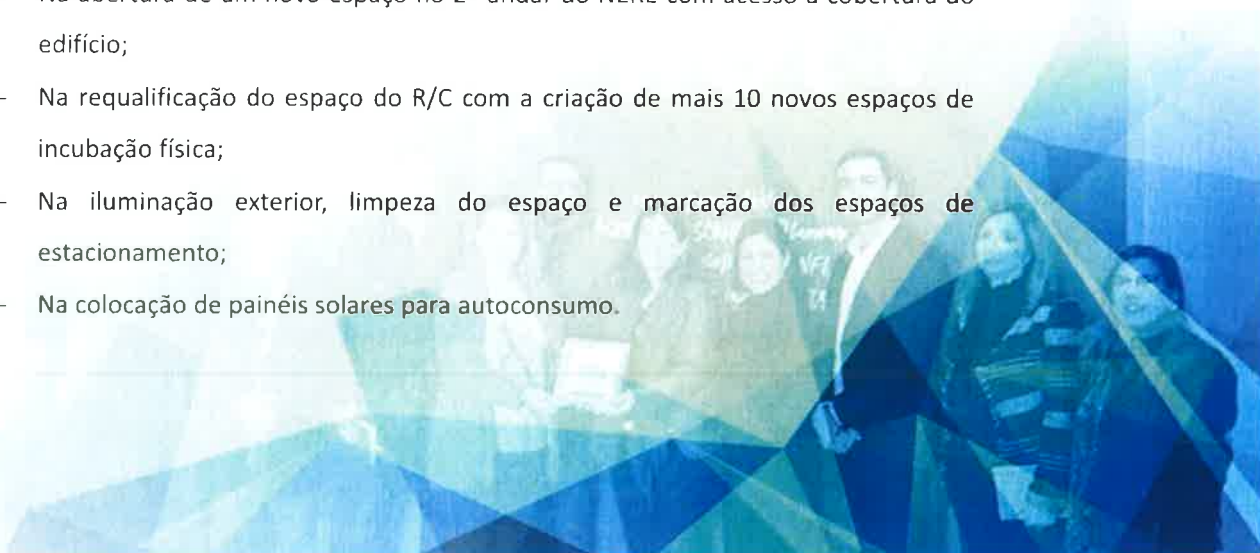 edifício;
- Na requalificação do espaço do R/C com a criação de mais 10 novos espaços de
incubação física;
- Na iluminação exterior, limpeza do espaço e marcação dos espaços de
estacionamento;
- Na colocação de painéis solares para autoconsumo.